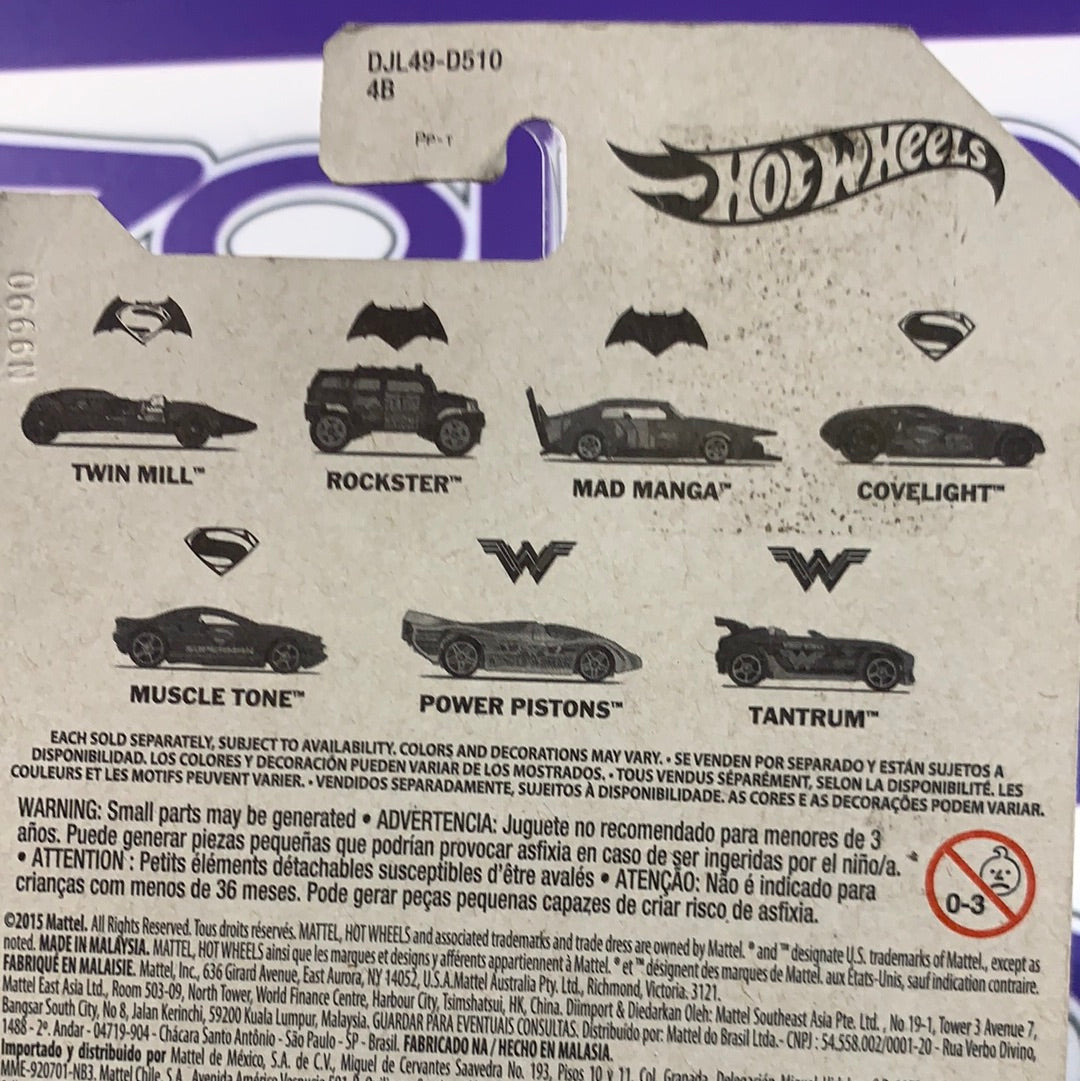 DJL49-D510
4B
PP-1
HOT WHEELS
N9990
TWIN MILL™
ROCKSTER™
MAD MANGA™
COVELIGHT™
MUSCLE TONE™
POWER PISTONS™
TANTRUM™
EACH SOLD SEPARATELY, SUBJECT TO AVAILABILITY. COLORS AND DECORATIONS MAY VARY. • SE VENDEN POR SEPARADO Y ESTÁN SUJETOS A
DISPONIBILIDAD. LOS COLORES Y DECORACIÓN PUEDEN VARIAR DE LOS MOSTRADOS. • TOUS VENDUS SÉPARÉMENT, SELON LA DISPONIBILITÉ. LES
COULEURS ET LES MOTIFS PEUVENT VARIER. • VENDIDOS SEPARADAMENTE, SUJEITOS À DISPONIBILIDADE. AS CORES E AS DECORAÇÕES PODEM VARIAR.
WARNING: Small parts may be generated • ADVERTENCIA: Juguete no recomendado para menores de 3
años. Puede generar piezas pequeñas que podrían provocar asfixia en caso de ser ingeridas por el niño/a.
• ATTENTION : Petits éléments détachables susceptibles d'être avalés • ATENÇÃO: Não é indicado para
crianças com menos de 36 meses. Pode gerar peças pequenas capazes de criar risco de asfixia.
0-3
©2015 Mattel. All Rights Reserved. Tous droits réservés. MATTEL, HOT WHEELS and associated trademarks and trade dress are owned by Mattel. ® and ™ designate U.S. trademarks of Mattel, except as
noted. MADE IN MALAYSIA. MATTEL, HOT WHEELS ainsi que les marques et designs y afférents appartiennent à Mattel. ® et ™ désignent des marques de Mattel. aux États-Unis, sauf indication contraire.
FABRIQUÉ EN MALAISIE. Mattel, Inc., 636 Girard Avenue, East Aurora, NY 14052, U.S.A. Mattel Australia Pty. Ltd., Richmond, Victoria. 3121.
Mattel East Asia Ltd., Room 503-09, North Tower, World Finance Centre, Harbour City, Tsimshatsui, HK, China. Diimport & Diedarkan Oleh: Mattel Southeast Asia Pte. Ltd. , No 19-1, Tower 3 Avenue 7,
Bangsar South City, No 8, Jalan Kerinchi, 59200 Kuala Lumpur, Malaysia. GUARDAR PARA EVENTUAIS CONSULTAS. Distribuido por: Mattel do Brasil Ltda.- CNPJ : 54.558.002/0001-20 - Rua Verbo Divino,
1488 - 2º. Andar - 04719-904 - Chácara Santo Antônio - São Paulo - SP - Brasil. FABRICADO NA / HECHO EN MALASIA.
Importado y distribuido por Mattel de México, S.A. de C.V., Miguel de Cervantes Saavedra No. 193, Pisos 10 y 11, Col. Granada,
MME-920701-NB3. Mattel Chile, S.A., Avenida Américo